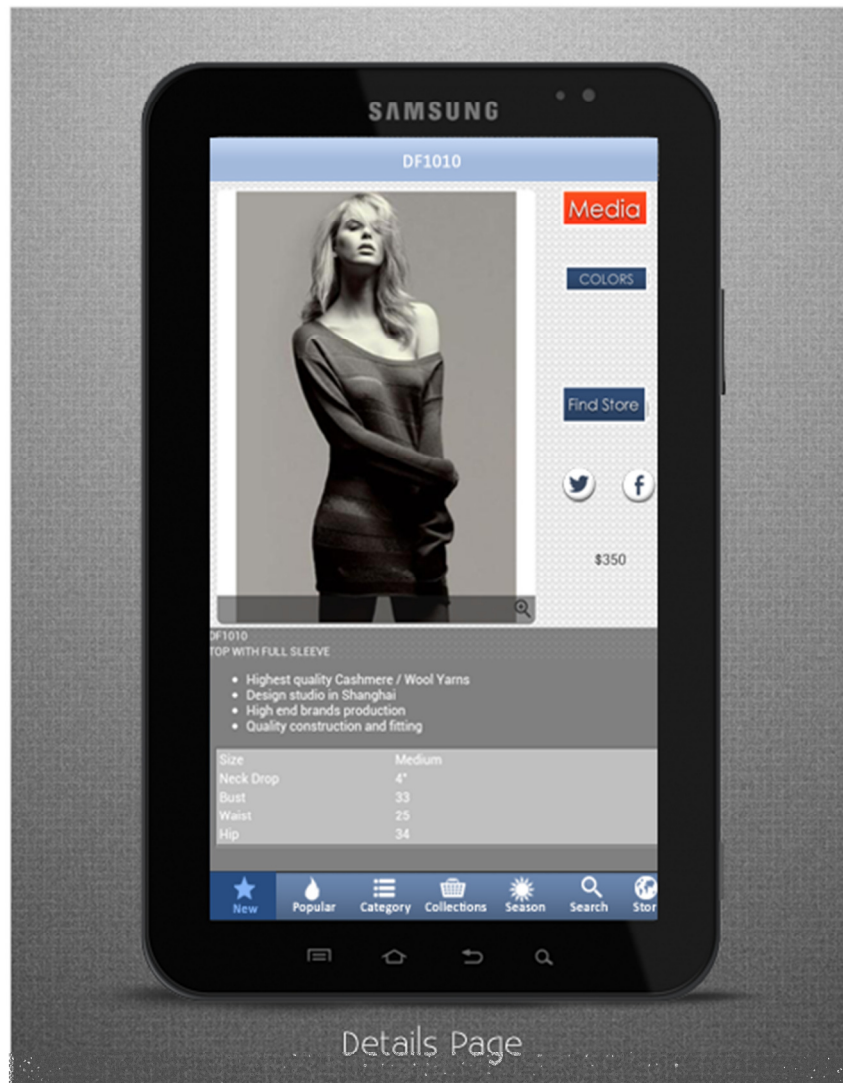 SAMSUNG
DF1010
Media
COLORS
Find Store
$350
DF1010
TOP WITH FULL SLEEVE
Highest quality Cashmere / Wool Yarns
Design studio in Shanghai
High end brands production
Quality construction and fitting
Size Medium
Neck Drop 4"
Bust 33
Waist 25
Hip 34
New Popular Category Collections Season Search Stor
Details Page